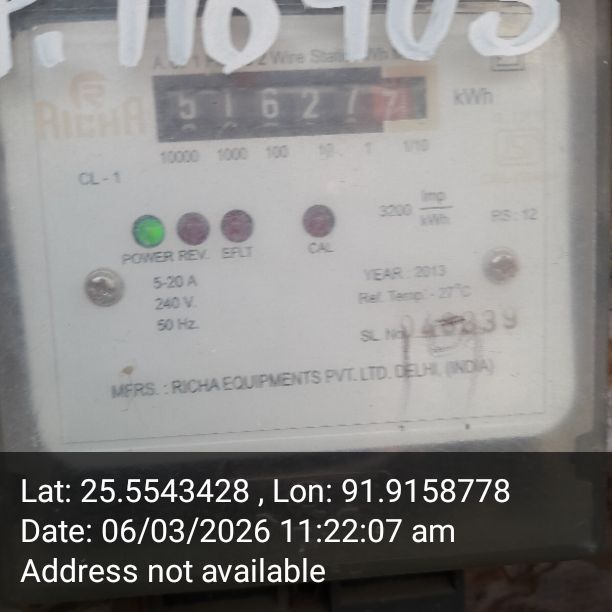 RICHA
5 1 6 2 7 7
kWh
10000 1000 100 10 1 1/10
CL - 1
3200 Imp/kWh
RS : 12
POWER REV. EFLT CAL
5-20 A
240 V.
50 Hz.
YEAR : 2013
Ref. Temp. - 27°C
SL. No.
MFRS. : RICHA EQUIPMENTS PVT. LTD. DELHI, (INDIA)
Lat: 25.5543428 , Lon: 91.9158778
Date: 06/03/2026 11:22:07 am
Address not available